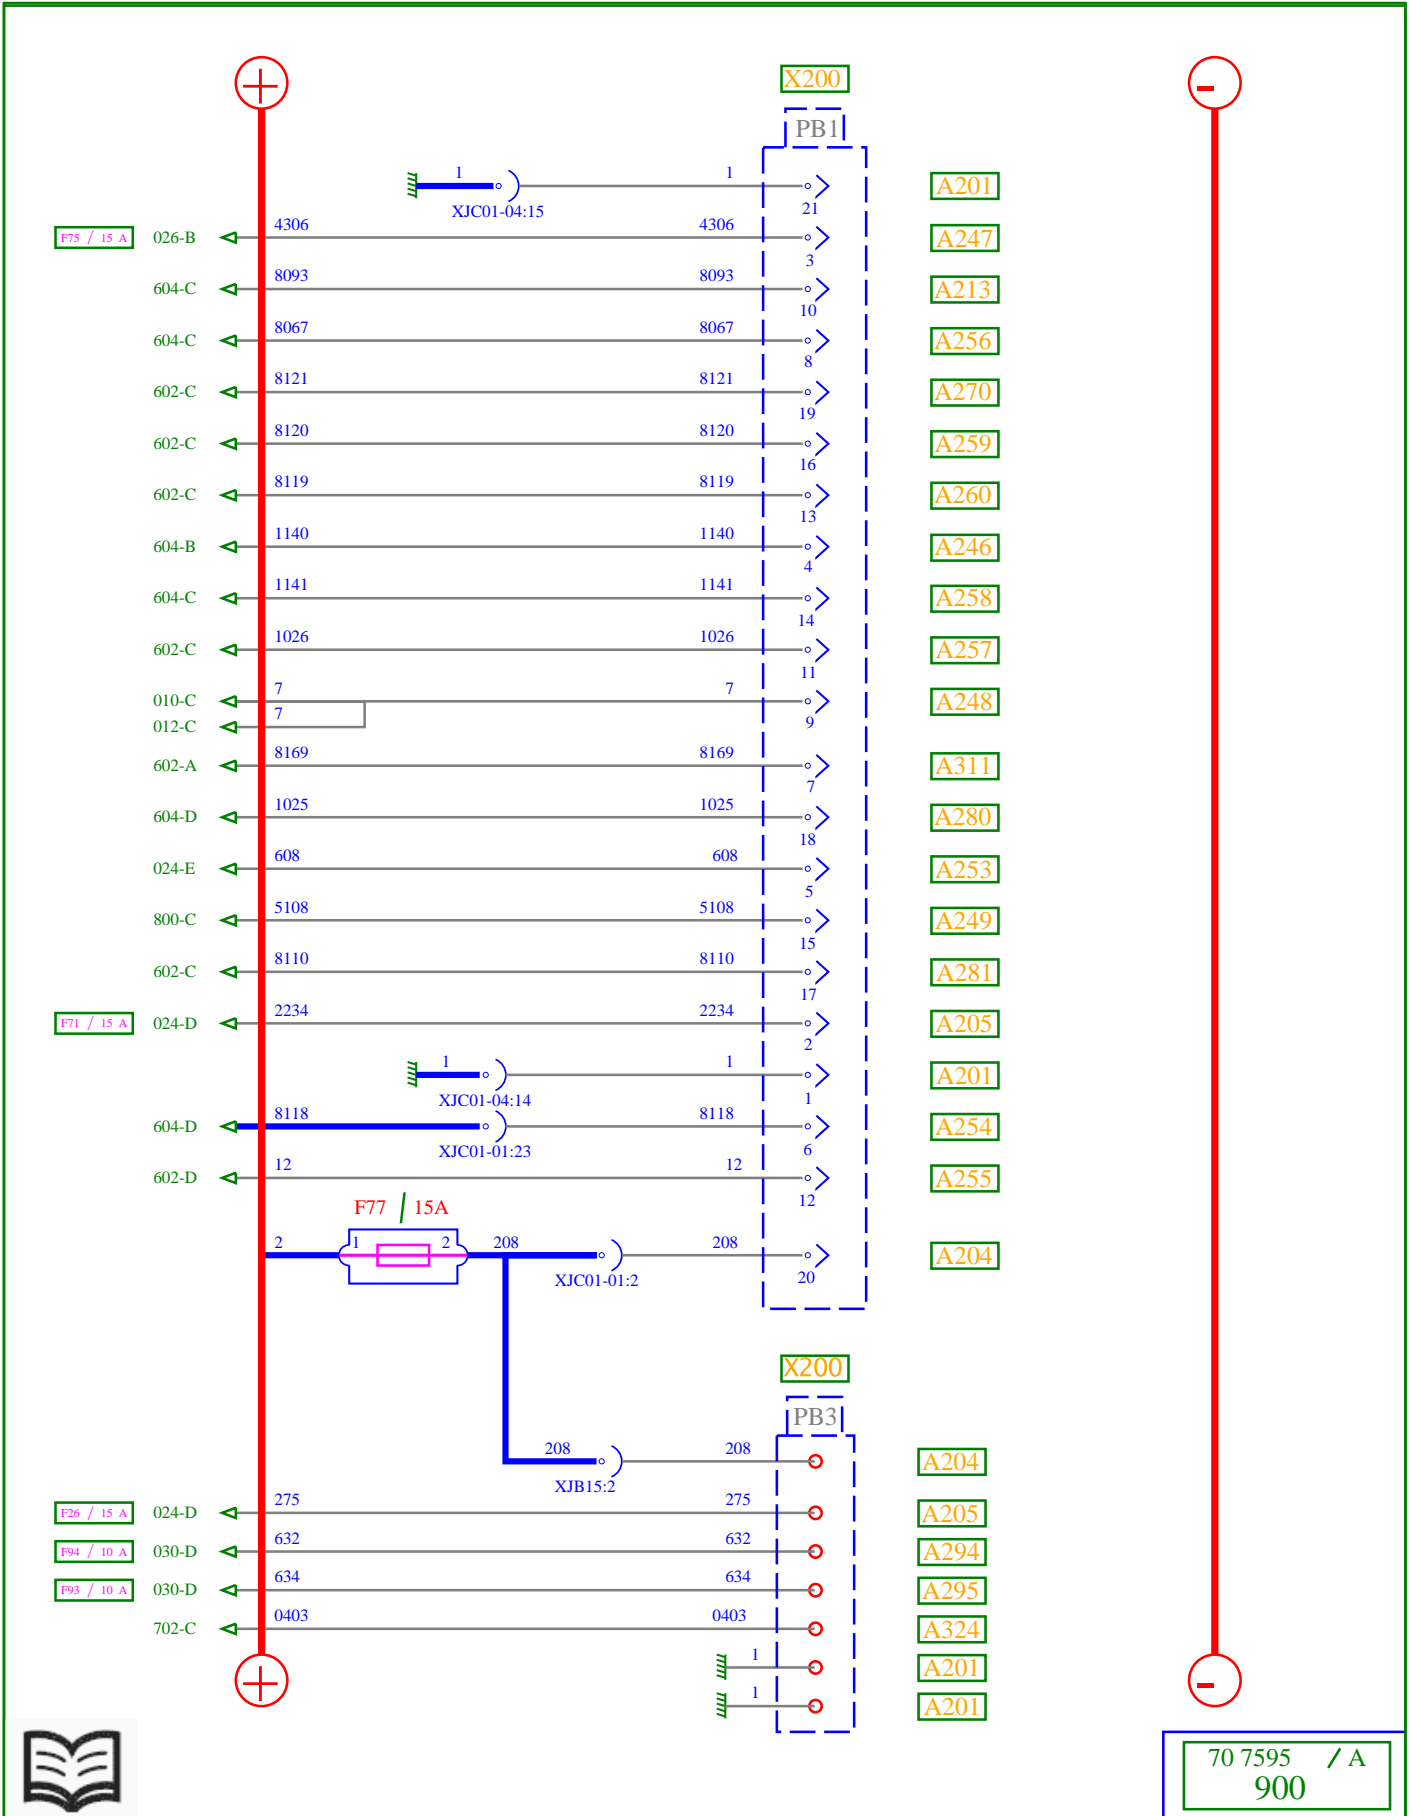 X200
PB1
1 1 A201
XJC01-04:15 21
F75 / 15 A 026-B 4306 4306 A247
3
604-C 8093 8093 A213
10
604-C 8067 8067 A256
8
602-C 8121 8121 A270
19
602-C 8120 8120 A259
16
602-C 8119 8119 A260
13
604-B 1140 1140 A246
4
604-C 1141 1141 A258
14
602-C 1026 1026 A257
11
010-C 7 7 A248
012-C 7 9
602-A 8169 8169 A311
7
604-D 1025 1025 A280
18
024-E 608 608 A253
5
800-C 5108 5108 A249
15
602-C 8110 8110 A281
17
F71 / 15 A 024-D 2234 2234 A205
2
1 1 A201
XJC01-04:14 1
604-D 8118 8118 A254
XJC01-01:23 6
602-D 12 12 A255
12
F77 / 15A
2 1 2 208 208 A204
XJC01-01:2 20
X200
PB3
208 208 A204
XJB15:2
F26 / 15 A 024-D 275 275 A205
F94 / 10 A 030-D 632 632 A294
F93 / 10 A 030-D 634 634 A295
702-C 0403 0403 A324
1 A201
1 A201
70 7595 / A
900